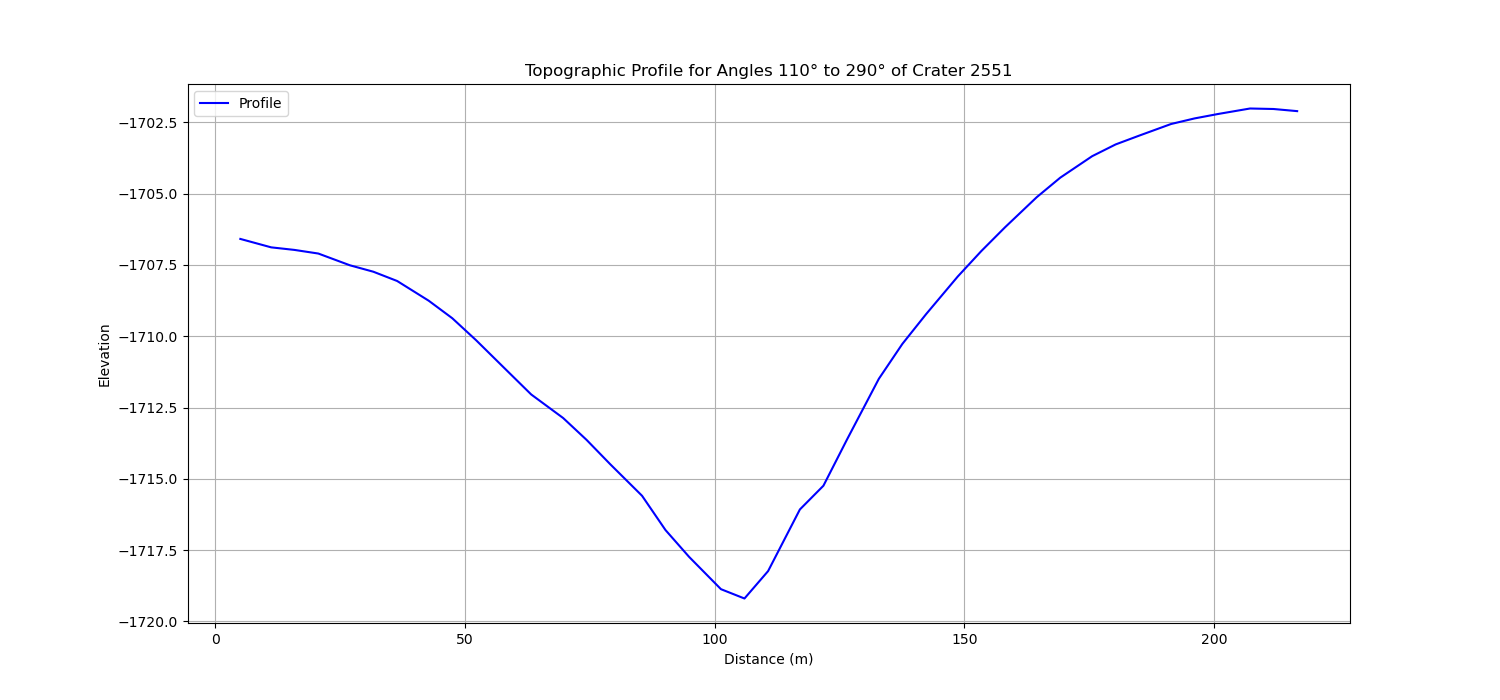 Topographic Profile for Angles 110° to 290° of Crater 2551
Profile
−1702.5
−1705.0
−1707.5
−1710.0
−1712.5
−1715.0
−1717.5
−1720.0
Elevation
0 50 100 150 200
Distance (m)